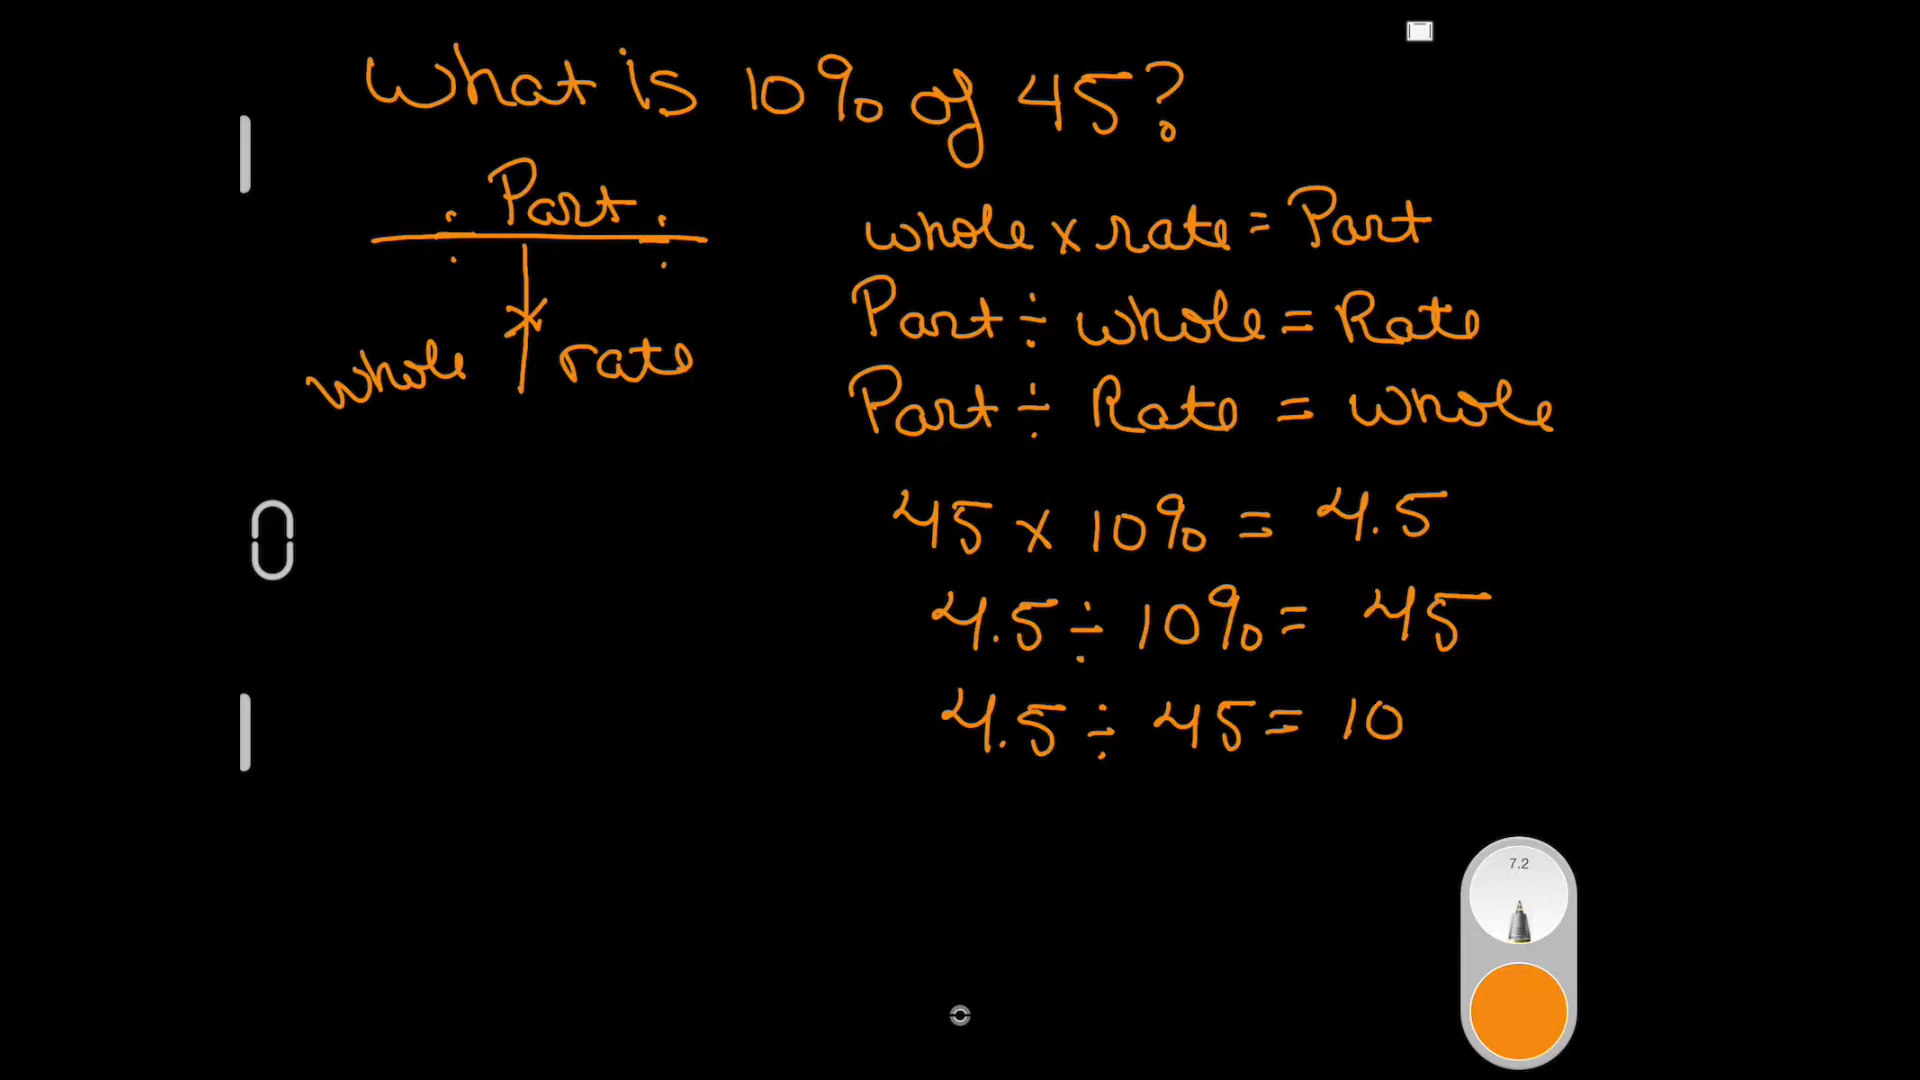 What is 10% of 45?
Part
whole × rate
whole × rate = Part
Part ÷ whole = Rate
Part ÷ Rate = whole
45 × 10% = 4.5
4.5 ÷ 10% = 45
4.5 ÷ 45 = 10
7.2